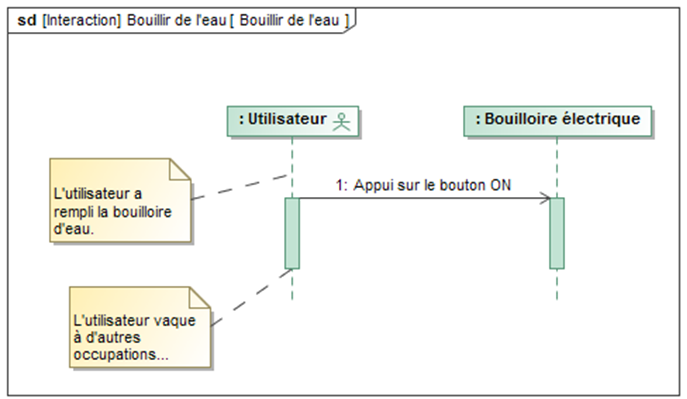 sd [Interaction] Bouillir de l'eau [ Bouillir de l'eau ]
: Utilisateur
: Bouilloire électrique
L'utilisateur a
rempli la bouilloire
d'eau.
1: Appui sur le bouton ON
L'utilisateur vaque
à d'autres
occupations...